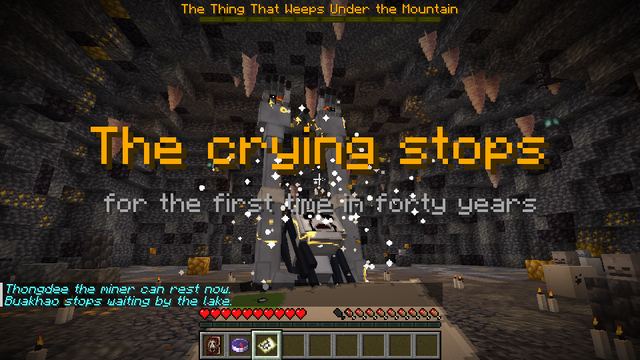 The Thing That Weeps Under the Mountain
The crying stops
for the first time in forty years
Thongdee the miner can rest now.
Buakhao stops waiting by the lake.